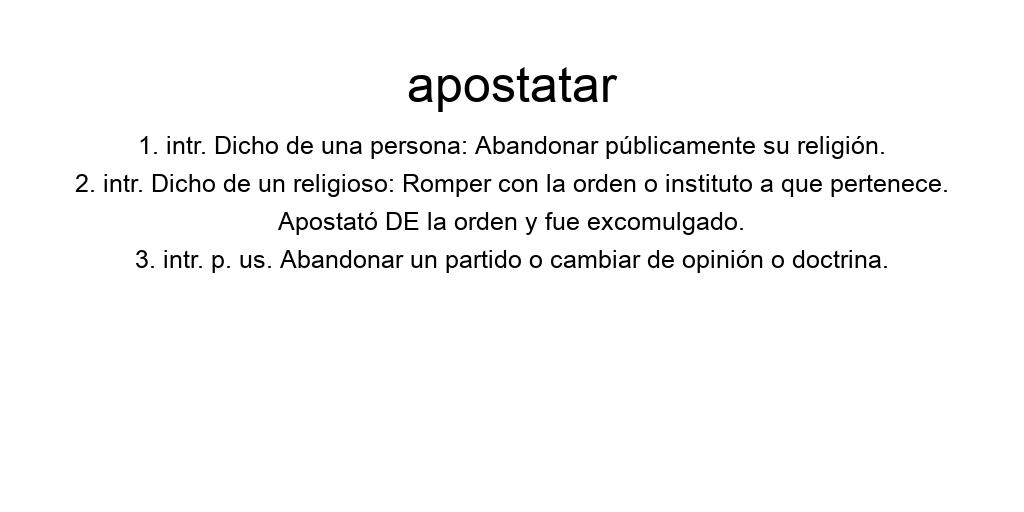 apostatar
1. intr. Dicho de una persona: Abandonar públicamente su religión.
2. intr. Dicho de un religioso: Romper con la orden o instituto a que pertenece.
Apostató DE la orden y fue excomulgado.
3. intr. p. us. Abandonar un partido o cambiar de opinión o doctrina.